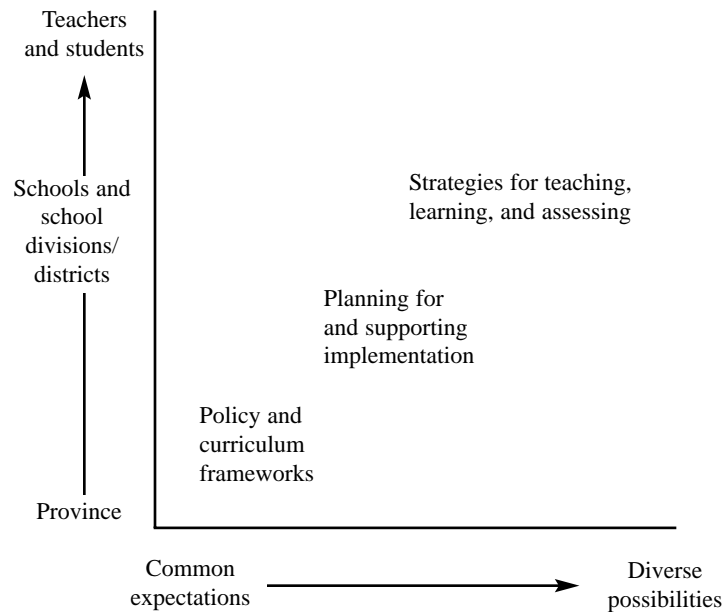 Teachers
and students
Schools and
school
divisions/
districts
Strategies for teaching,
learning, and assessing
Planning for
and supporting
implementation
Policy and
curriculum
frameworks
Province
Common
expectations
Diverse
possibilities